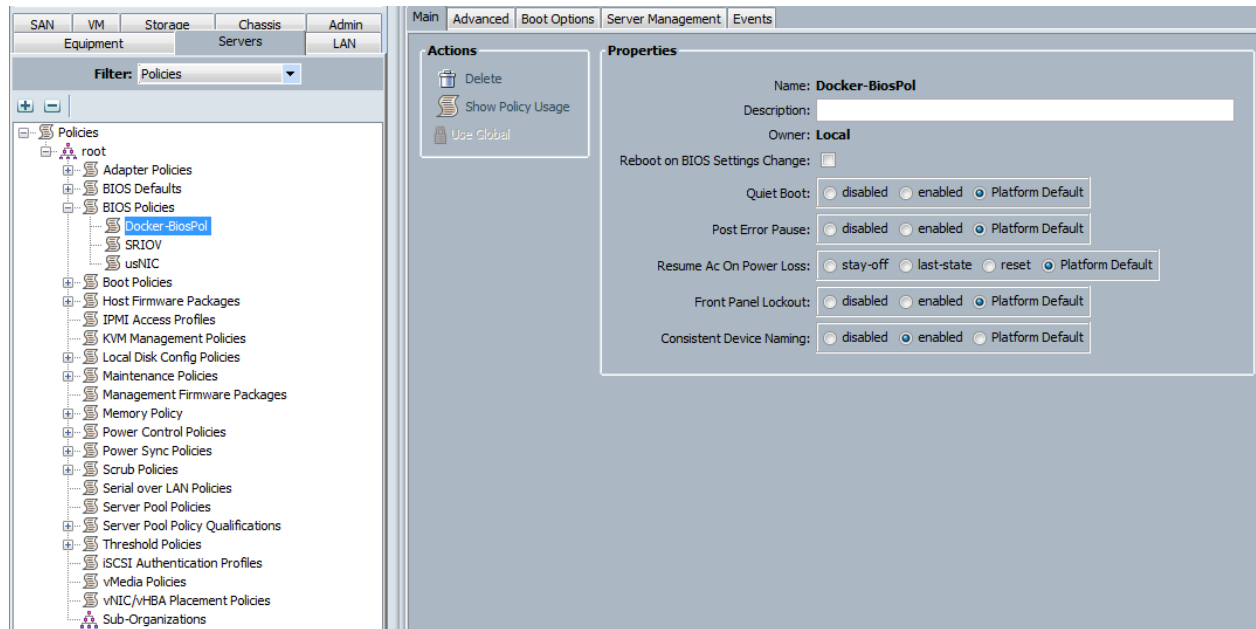 SAN VM Storage Chassis Admin
Equipment Servers LAN
Filter: Policies
Policies
root
Adapter Policies
BIOS Defaults
BIOS Policies
Docker-BiosPol
SRIOV
usNIC
Boot Policies
Host Firmware Packages
IPMI Access Profiles
KVM Management Policies
Local Disk Config Policies
Maintenance Policies
Management Firmware Packages
Memory Policy
Power Control Policies
Power Sync Policies
Scrub Policies
Serial over LAN Policies
Server Pool Policies
Server Pool Policy Qualifications
Threshold Policies
iSCSI Authentication Profiles
vMedia Policies
vNIC/vHBA Placement Policies
Sub-Organizations
Main Advanced Boot Options Server Management Events
Actions
Delete
Show Policy Usage
Use Global
Properties
Name: Docker-BiosPol
Description:
Owner: Local
Reboot on BIOS Settings Change:
Quiet Boot: disabled enabled Platform Default
Post Error Pause: disabled enabled Platform Default
Resume Ac On Power Loss: stay-off last-state reset Platform Default
Front Panel Lockout: disabled enabled Platform Default
Consistent Device Naming: disabled enabled Platform Default